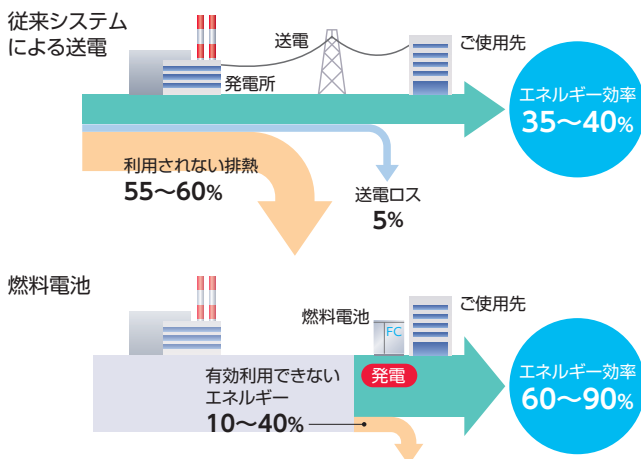 従来システム
による送電
送電
ご使用先
発電所
エネルギー効率
35〜40%
利用されない排熱
55〜60%
送電ロス
5%
燃料電池
ご使用先
燃料電池
FC
有効利用できない
エネルギー
10〜40%
発電
エネルギー効率
60〜90%